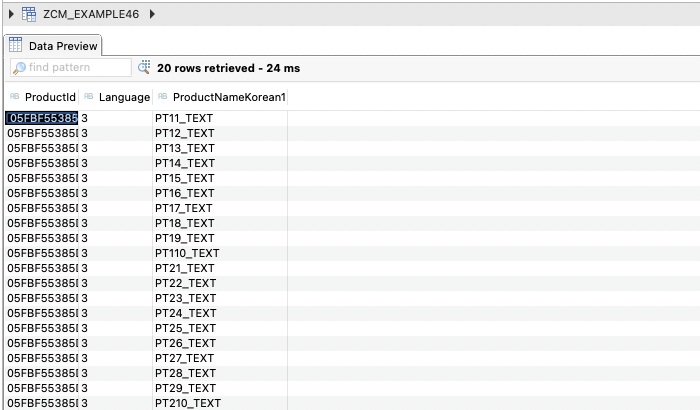 ZCM_EXAMPLE46
Data Preview
find pattern 20 rows retrieved - 24 ms
AB ProductId AB Language AB ProductNameKorean1
05FBF55385 3 PT11_TEXT
05FBF55385 3 PT12_TEXT
05FBF55385 3 PT13_TEXT
05FBF55385 3 PT14_TEXT
05FBF55385 3 PT15_TEXT
05FBF55385 3 PT16_TEXT
05FBF55385 3 PT17_TEXT
05FBF55385 3 PT18_TEXT
05FBF55385 3 PT19_TEXT
05FBF55385 3 PT110_TEXT
05FBF55385 3 PT21_TEXT
05FBF55385 3 PT22_TEXT
05FBF55385 3 PT23_TEXT
05FBF55385 3 PT24_TEXT
05FBF55385 3 PT25_TEXT
05FBF55385 3 PT26_TEXT
05FBF55385 3 PT27_TEXT
05FBF55385 3 PT28_TEXT
05FBF55385 3 PT29_TEXT
05FBF55385 3 PT210_TEXT